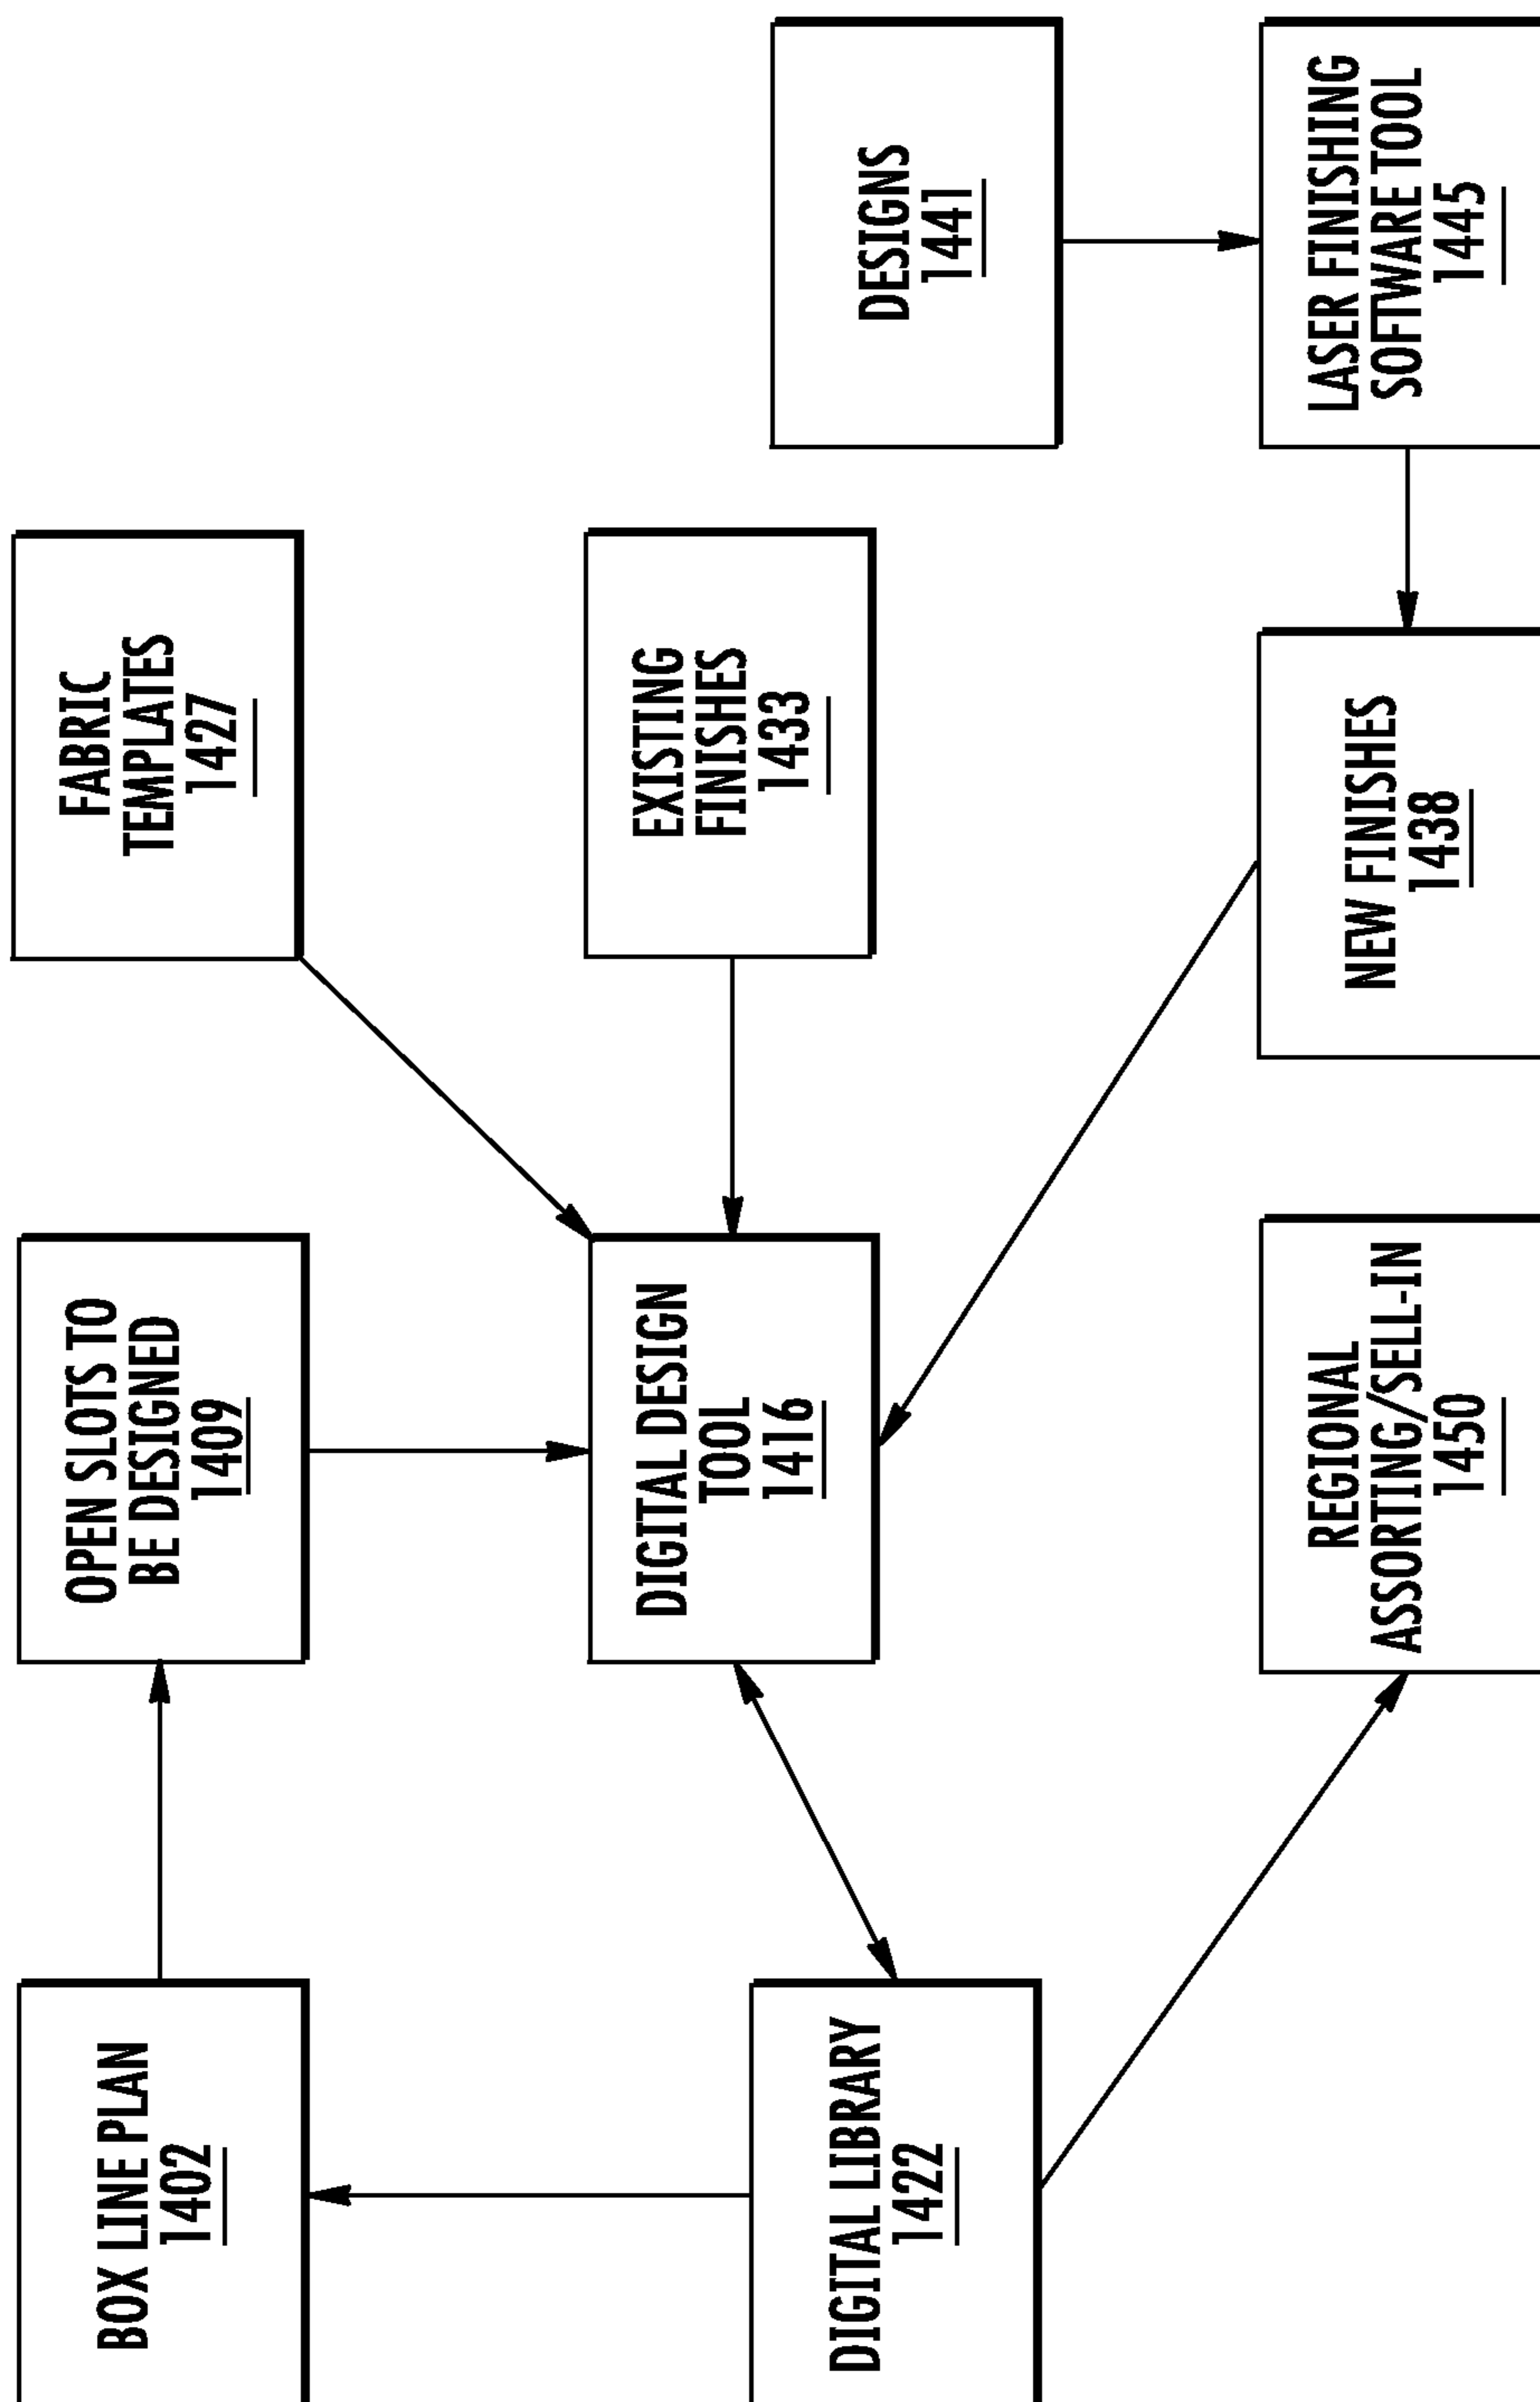 BOX LINE PLAN
1402
OPEN SLOTS TO
BE DESIGNED
1409
FABRIC
TEMPLATES
1427
DIGITAL DESIGN
TOOL
1416
EXISTING
FINISHES
1433
DIGITAL LIBRARY
1422
DESIGNS
1441
REGIONAL
ASSORTING/SELL-IN
1450
NEW FINISHES
1438
LASER FINISHING
SOFTWARE TOOL
1445